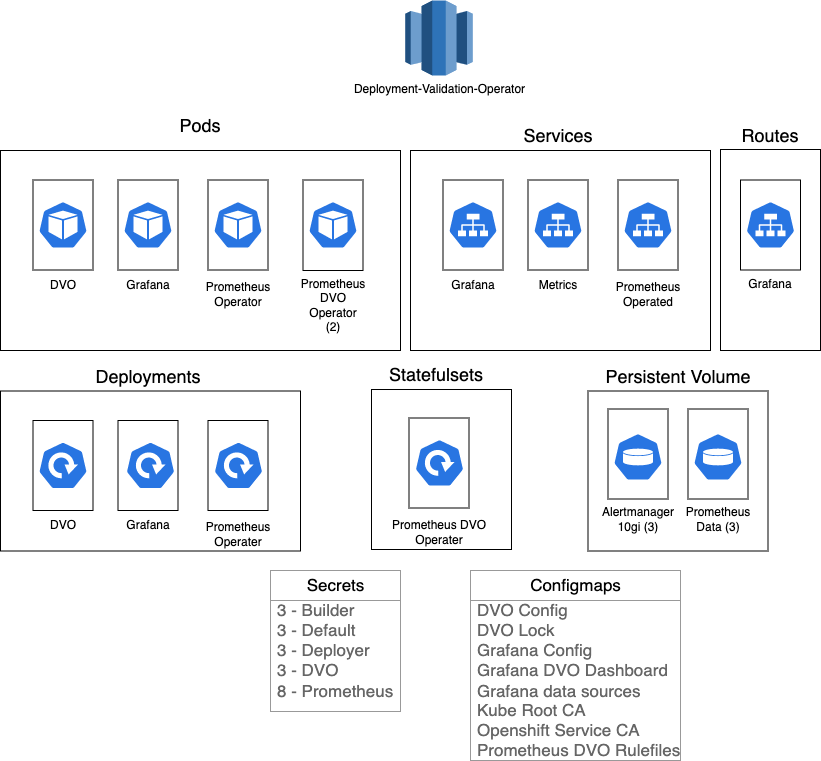 Deployment-Validation-Operator
Pods
Services
Routes
DVO
Grafana
Prometheus
Operator
Prometheus
DVO
Operator
(2)
Grafana
Metrics
Prometheus
Operated
Grafana
Deployments
Statefulsets
Persistent Volume
DVO
Grafana
Prometheus
Operater
Prometheus DVO
Operater
Alertmanager
10gi (3)
Prometheus
Data (3)
Secrets
3 - Builder
3 - Default
3 - Deployer
3 - DVO
8 - Prometheus
Configmaps
DVO Config
DVO Lock
Grafana Config
Grafana DVO Dashboard
Grafana data sources
Kube Root CA
Openshift Service CA
Prometheus DVO Rulefiles